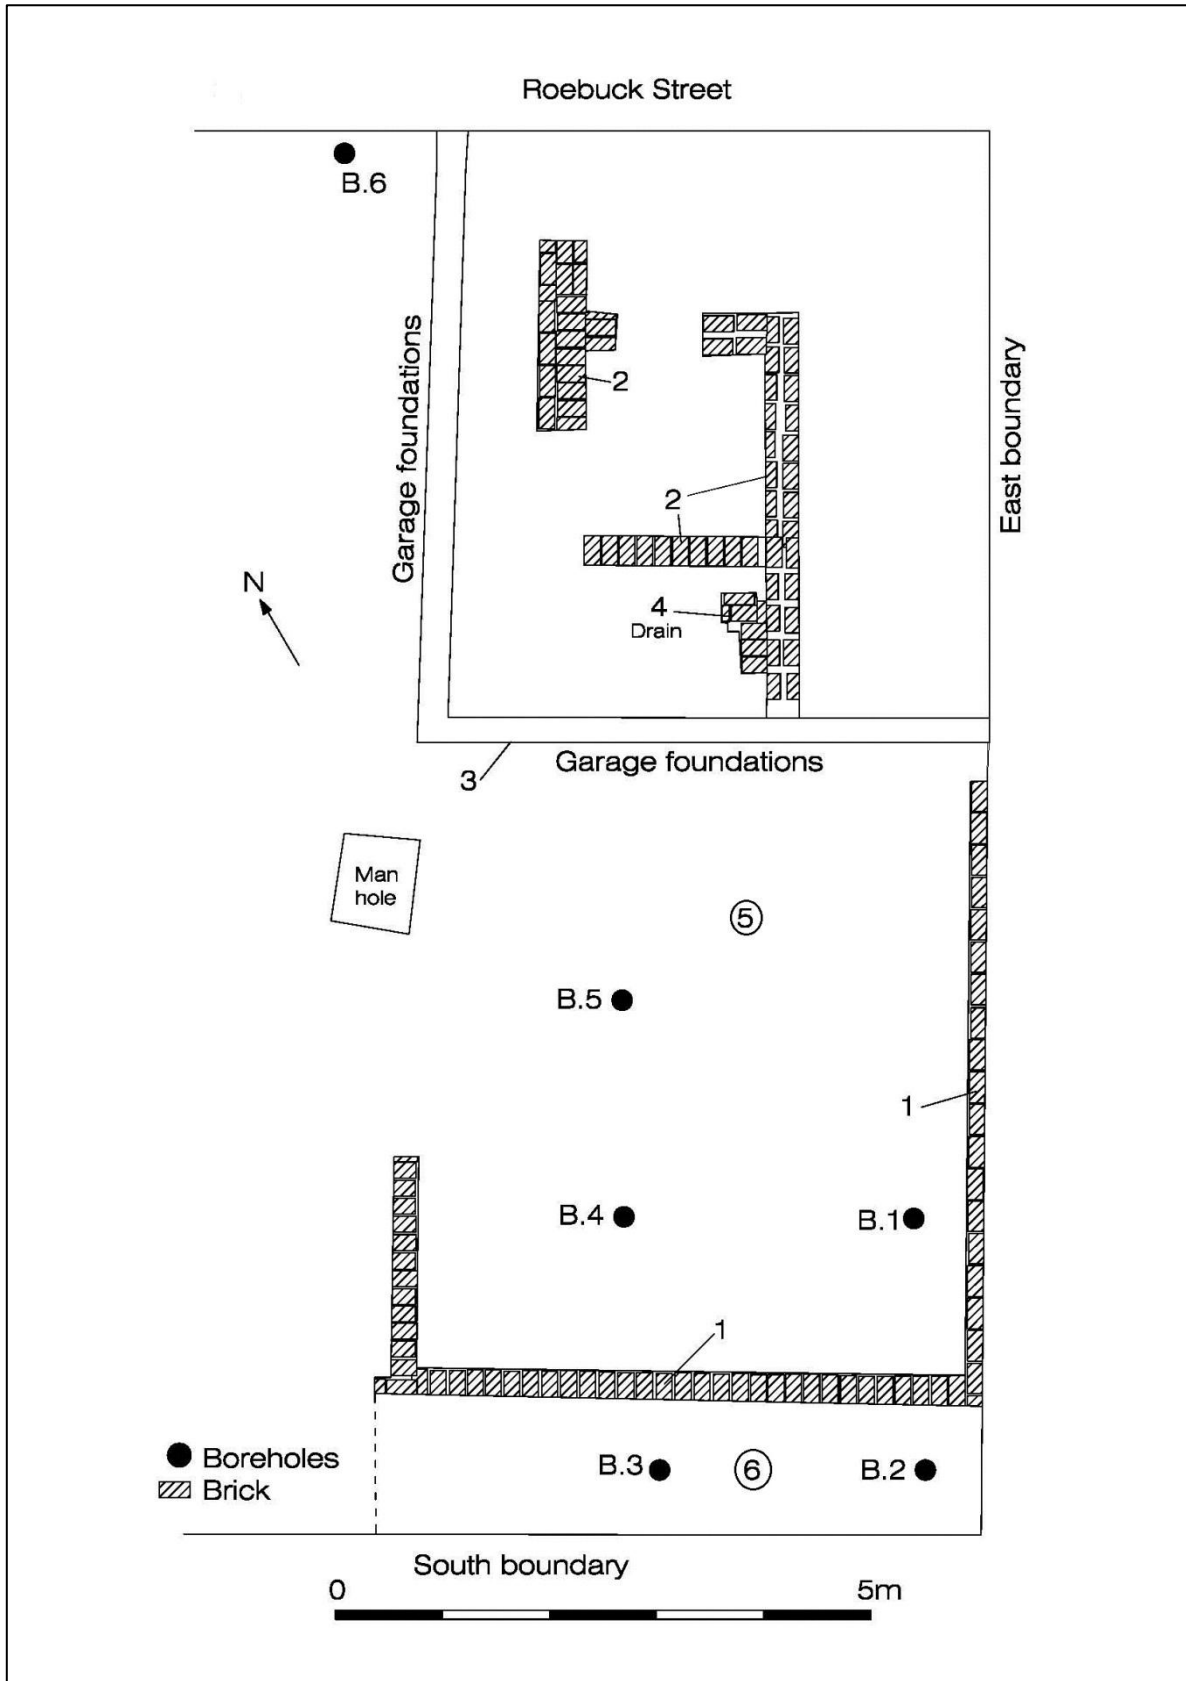 Roebuck Street
B.6
Garage foundations
2
East boundary
2
N
4
Drain
3
Garage foundations
Man
hole
5
B.5
1
B.4
B.1
1
Boreholes
Brick
B.3
6
B.2
South boundary
0
5m